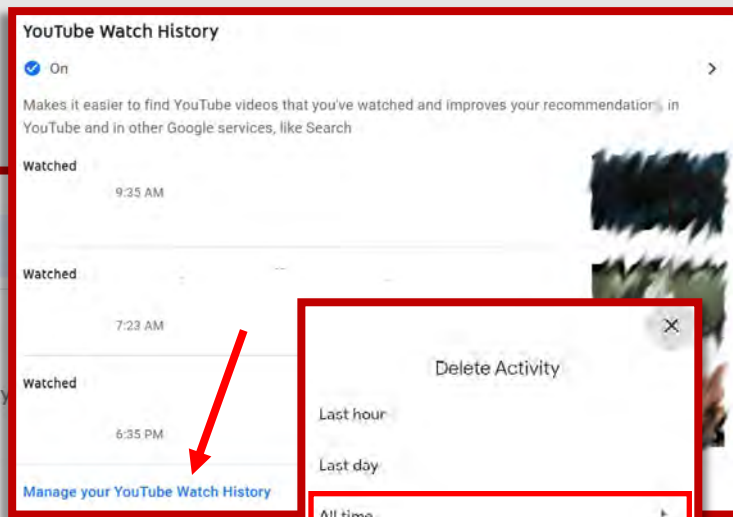 YouTube Watch History
On
Makes it easier to find YouTube videos that you've watched and improves your recommendations in
YouTube and in other Google services, like Search
Watched
9:35 AM
Watched
7:23 AM
Watched
6:35 PM
Manage your YouTube Watch History
Delete Activity
Last hour
Last day
All time